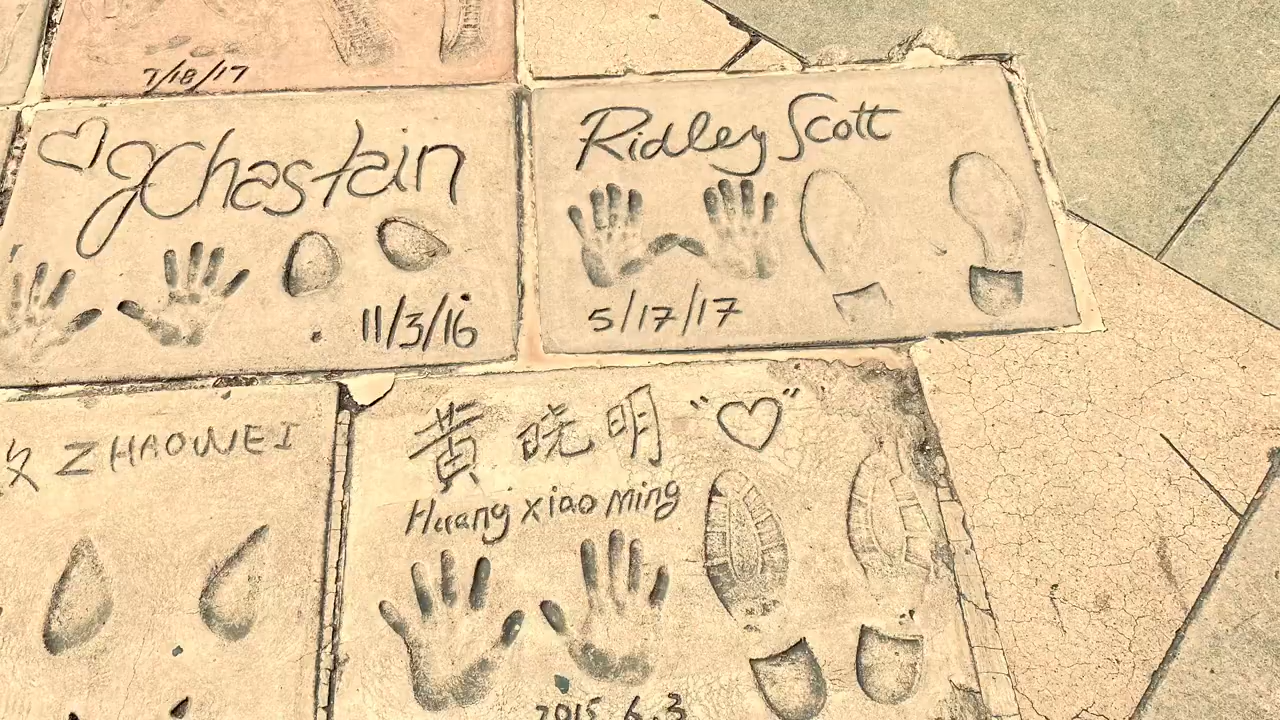 7/18/17
JChastain
11/3/16
Ridley Scott
5/17/17
ZHAOWEI
黄晓明 "♡"
Huang xiao ming
2015.6.3